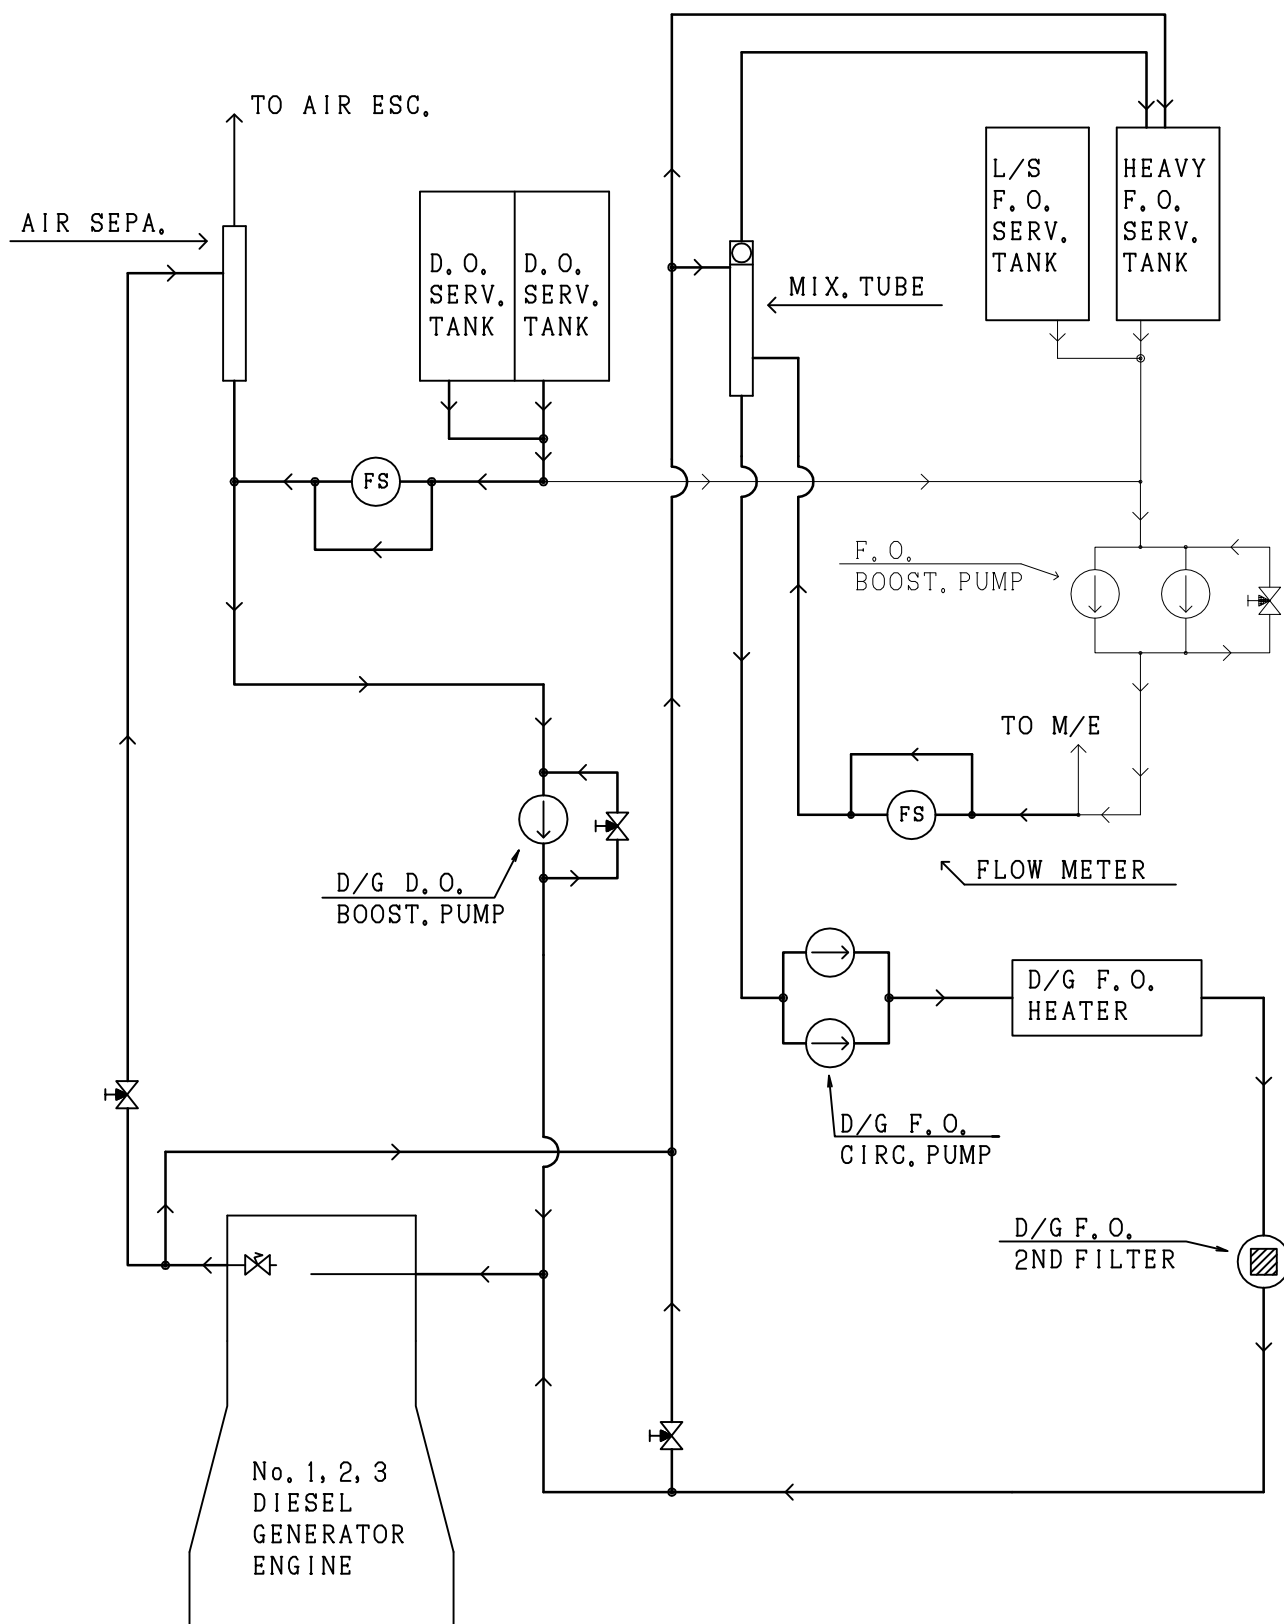 TO AIR ESC.
AIR SEPA.
D.O.
SERV.
TANK
D.O.
SERV.
TANK
L/S
F.O.
SERV.
TANK
HEAVY
F.O.
SERV.
TANK
MIX. TUBE
FS
F.O.
BOOST. PUMP
TO M/E
FS
FLOW METER
D/G D.O.
BOOST. PUMP
D/G F.O.
HEATER
D/G F.O.
CIRC. PUMP
D/G F.O.
2ND FILTER
No. 1, 2, 3
DIESEL
GENERATOR
ENGINE